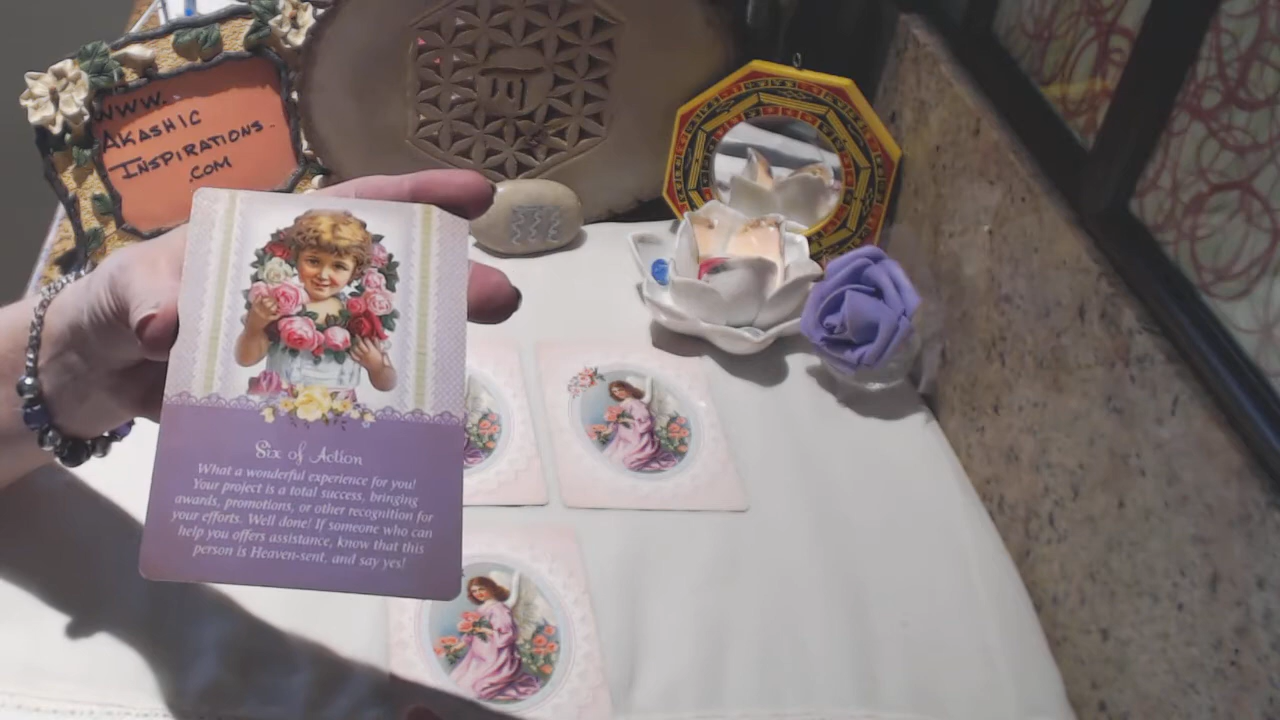 WWW.
AKASHIC
INSPIRATIONS.
.COM
Six of Action
What a wonderful experience for you!
Your project is a total success, bringing
awards, promotions, or other recognition for
your efforts. Well done! If someone who can
help you offers assistance, know that this
person is Heaven-sent, and say yes!